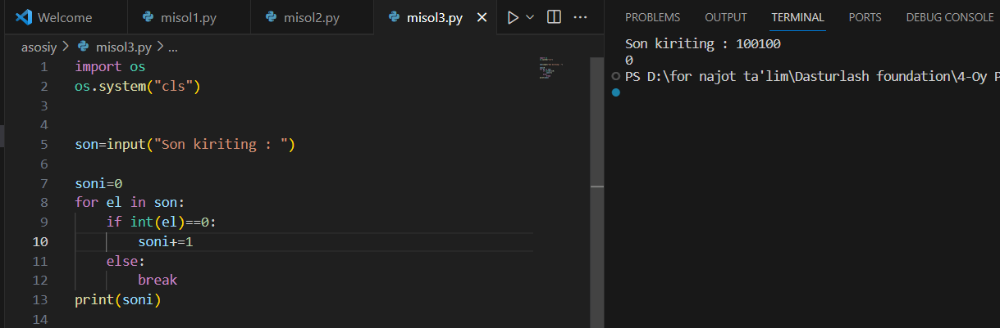 Welcome misol1.py misol2.py misol3.py
asosiy > misol3.py > ...
1 import os
2 os.system("cls")
3
4
5 son=input("Son kiriting : ")
6
7 soni=0
8 for el in son:
9 if int(el)==0:
10 soni+=1
11 else:
12 break
13 print(soni)
14
PROBLEMS OUTPUT TERMINAL PORTS DEBUG CONSOLE
Son kiriting : 100100
0
PS D:\for najot ta'lim\Dasturlash foundation\4-Oy P